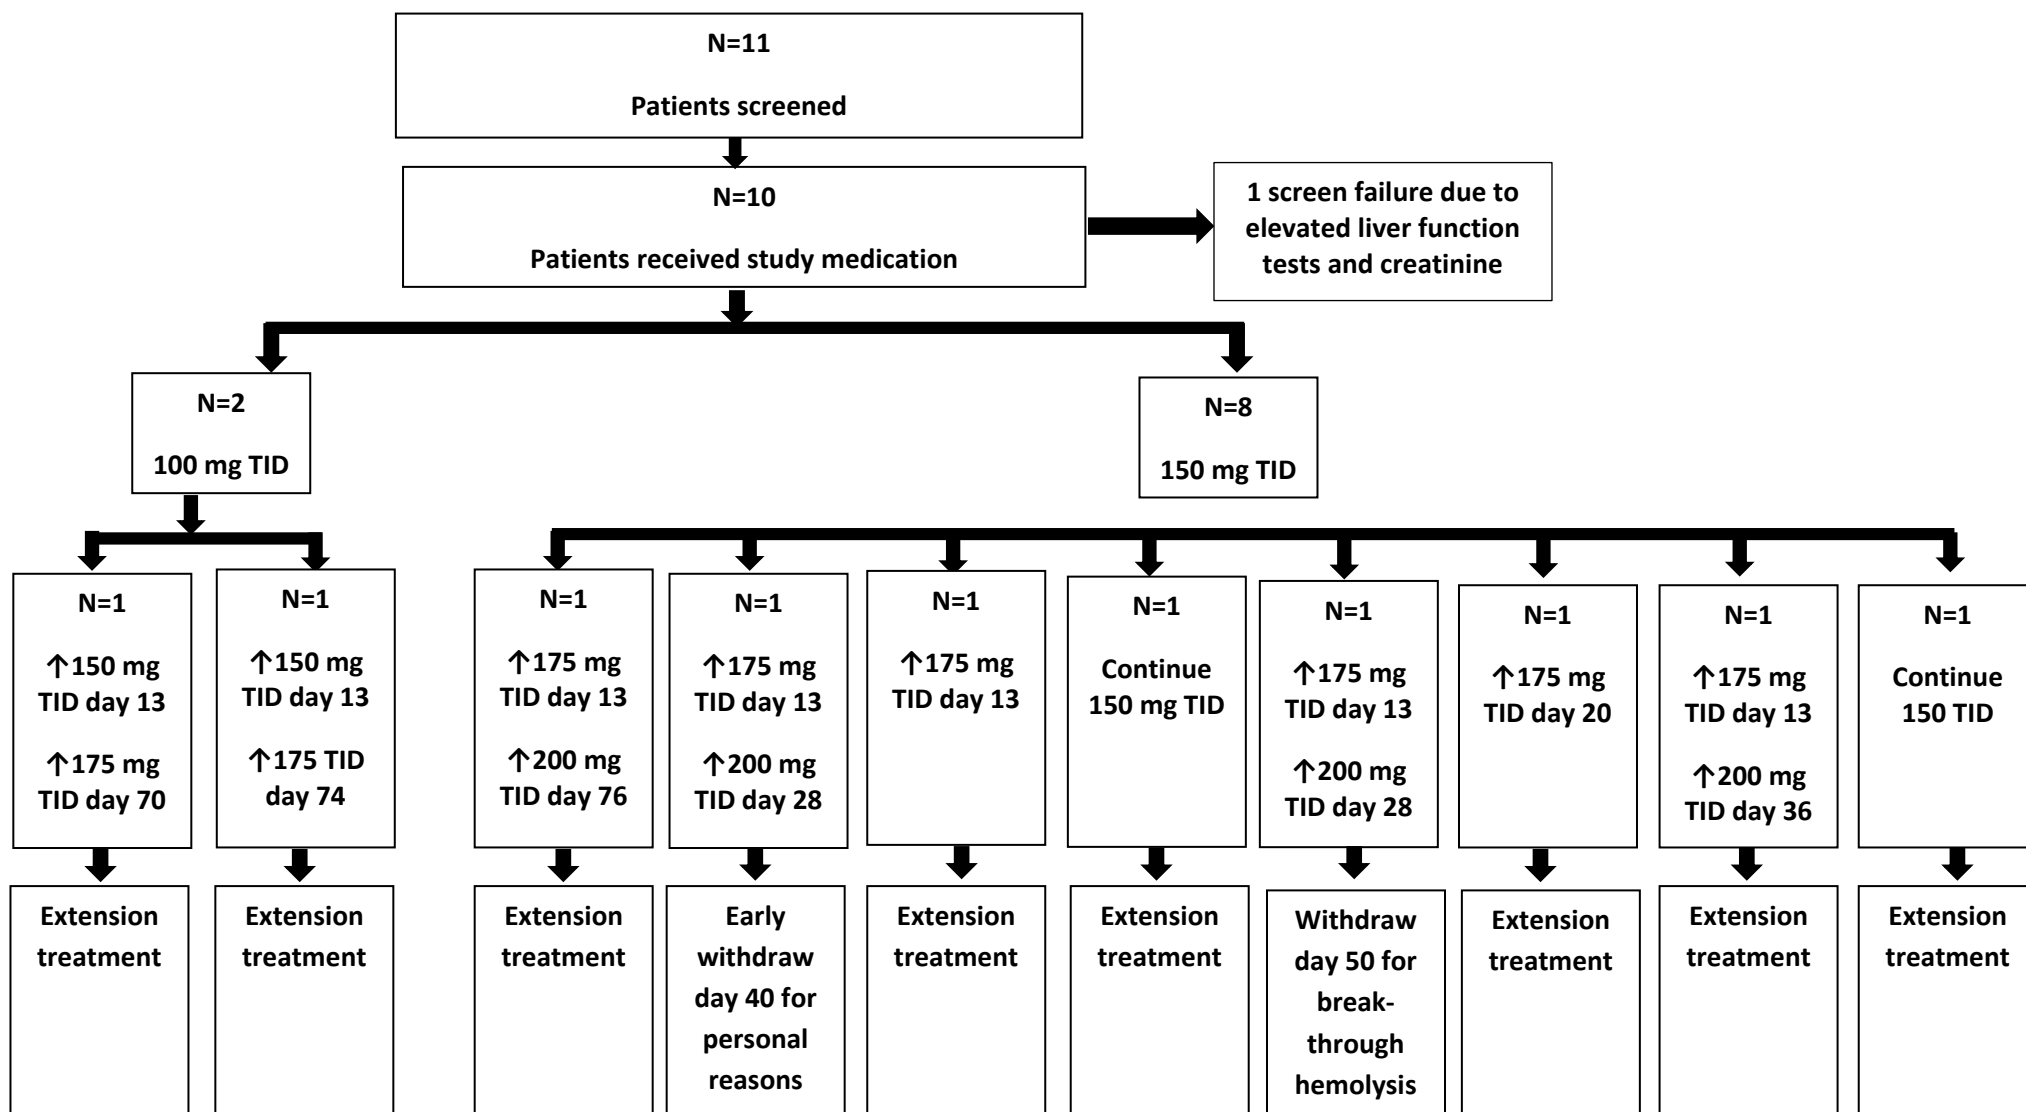 N=11
Patients screened
N=10
Patients received study medication
1 screen failure due to
elevated liver function
tests and creatinine
N=2
100 mg TID
N=8
150 mg TID
N=1
↑150 mg
TID day 13
↑175 mg
TID day 70
N=1
↑150 mg
TID day 13
↑175 TID
day 74
N=1
↑175 mg
TID day 13
↑200 mg
TID day 76
N=1
↑175 mg
TID day 13
↑200 mg
TID day 28
N=1
↑175 mg
TID day 13
N=1
Continue
150 mg TID
N=1
↑175 mg
TID day 13
↑200 mg
TID day 28
N=1
↑175 mg
TID day 20
N=1
↑175 mg
TID day 13
↑200 mg
TID day 36
N=1
Continue
150 TID
Extension
treatment
Extension
treatment
Extension
treatment
Early
withdraw
day 40 for
personal
reasons
Extension
treatment
Extension
treatment
Withdraw
day 50 for
break-
through
hemolysis
Extension
treatment
Extension
treatment
Extension
treatment